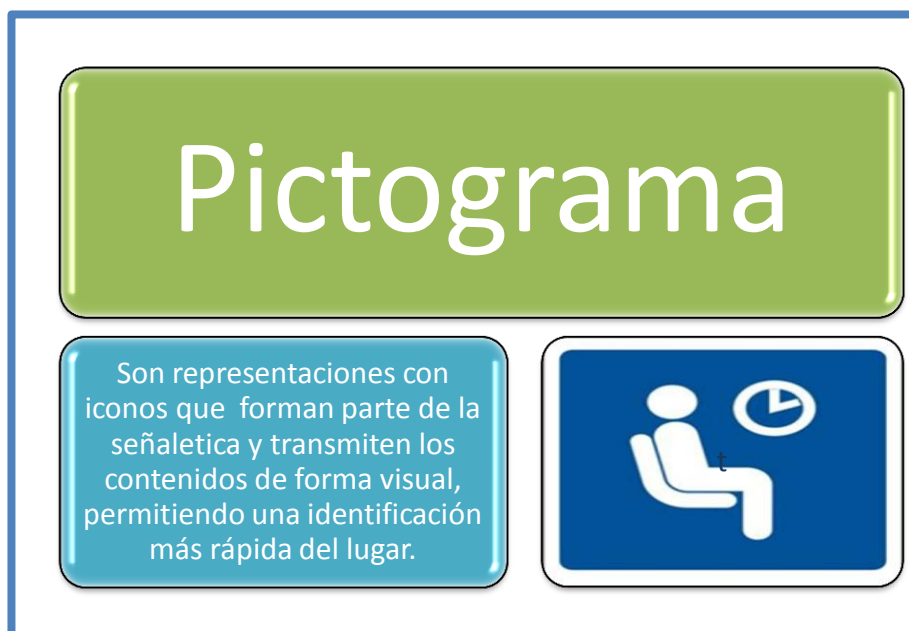 Pictograma
Son representaciones con
iconos que  forman parte de la
señaletica y transmiten los
contenidos de forma visual,
permitiendo una identificación
más rápida del lugar.
t